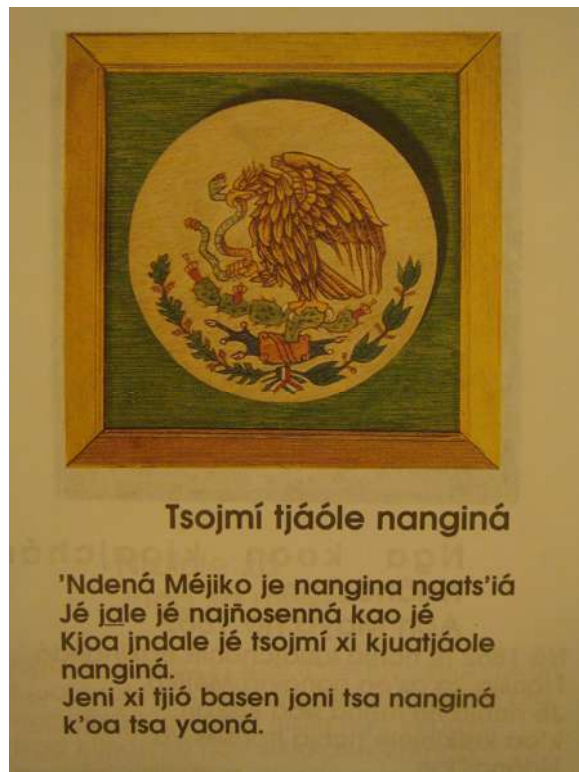 Tsojmí tjáóle nanginá
'Ndená Méjiko je nangina ngats'iá
Jé jale jé najñosenná kao jé
Kjoa jndale jé tsojmí xi kjuatjáole
nanginá.
Jeni xi tjió basen joni tsa nanginá
k'oa tsa yaoná.